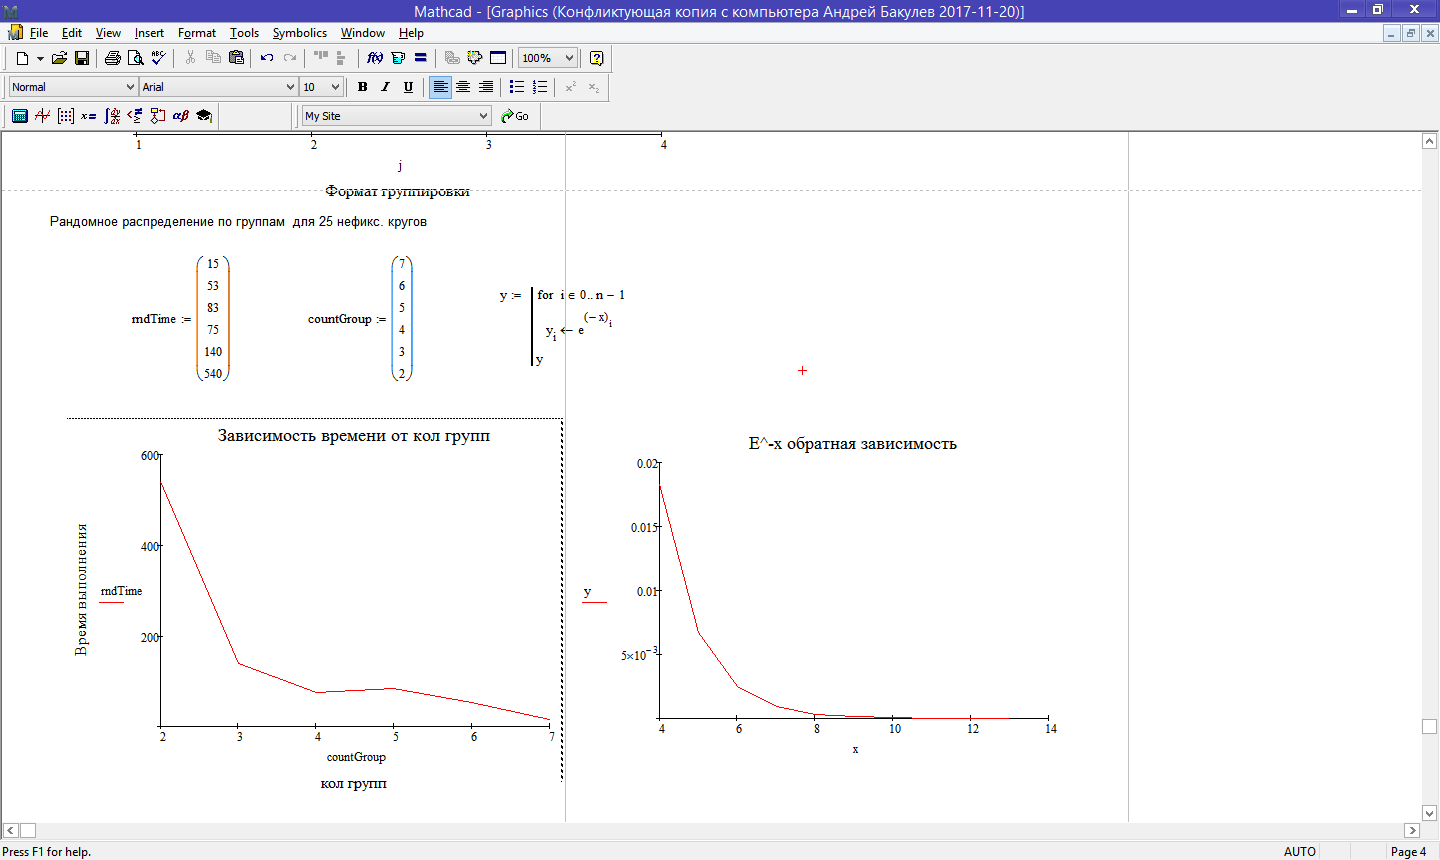 Mathcad - [Graphics (Конфликтующая копия с компьютера Андрей Бакулев 2017-11-20)]
File Edit View Insert Format Tools Symbolics Window Help
100%
Normal Arial 10 B I U
x= αβ My Site Go
1 2 3 4
j
Формат группировки
Рандомное распределение по группам для 25 нефикс. кругов
rndTime := 15 53 83 75 140 540
countGroup := 7 6 5 4 3 2
y := for i ∈ 0.. n − 1
y_i ← e^(−x)_i
y
Зависимость времени от кол групп
600
400
200
Время выполнения
rndTime
2 3 4 5 6 7
countGroup
кол групп
E^-x обратная зависимость
0.02
0.015
0.01
5×10⁻³
y
4 6 8 10 12 14
x
Press F1 for help. AUTO Page 4